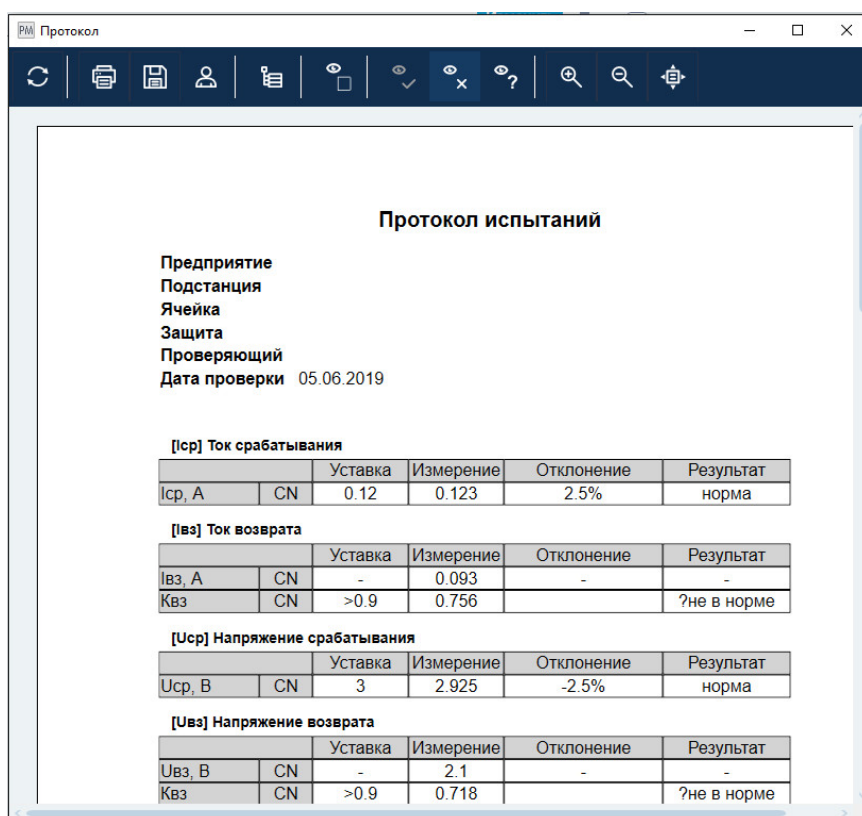 PM Протокол
Протокол испытаний
Предприятие
Подстанция
Ячейка
Защита
Проверяющий
Дата проверки 05.06.2019
[Iср] Ток срабатывания
Уставка Измерение Отклонение Результат
Iср, А CN 0.12 0.123 2.5% норма
[Iвз] Ток возврата
Уставка Измерение Отклонение Результат
Iвз, А CN - 0.093 - -
Квз CN >0.9 0.756 ?не в норме
[Uср] Напряжение срабатывания
Уставка Измерение Отклонение Результат
Uср, В CN 3 2.925 -2.5% норма
[Uвз] Напряжение возврата
Уставка Измерение Отклонение Результат
Uвз, В CN - 2.1 - -
Квз CN >0.9 0.718 ?не в норме